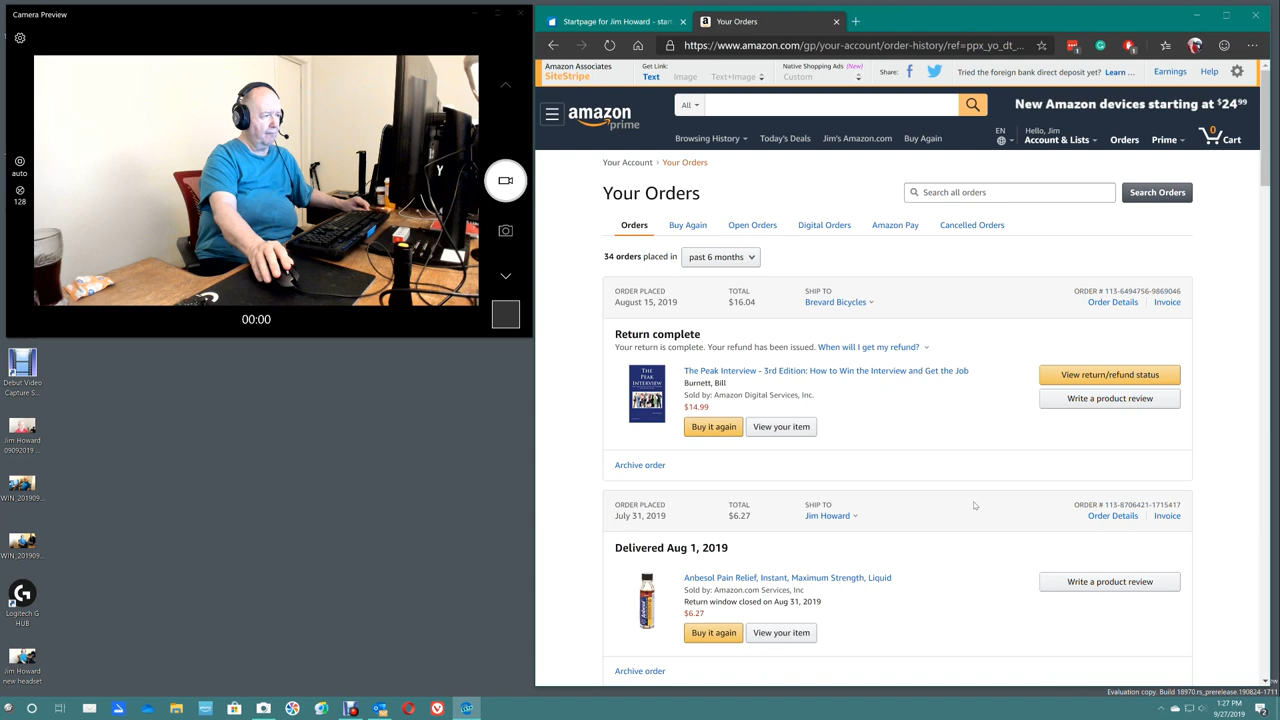 Camera Preview
auto
128
00:00
Debut Video
Capture S...
Jim Howard
09092019 ...
WIN_201909...
WIN_201909...
Logitech G
HUB
Jim Howard
new headset
Startpage for Jim Howard - star
Your Orders
https://www.amazon.com/gp/your-account/order-history/ref=ppx_yo_dt_...
Amazon Associates
SiteStripe
Get Link:
Text Image Text+Image
Native Shopping Ads (New)
Custom
Share:
Tried the foreign bank direct deposit yet? Learn ...
Earnings Help
amazon
prime
All
New Amazon devices starting at $24.99
Browsing History Today's Deals Jim's Amazon.com Buy Again
EN
Hello, Jim
Account & Lists Orders Prime
0
Cart
Your Account › Your Orders
Your Orders
Search all orders
Search Orders
Orders Buy Again Open Orders Digital Orders Amazon Pay Cancelled Orders
34 orders placed in past 6 months
ORDER PLACED TOTAL SHIP TO ORDER # 113-6494756-9869046
August 15, 2019 $16.04 Brevard Bicycles Order Details Invoice
Return complete
Your return is complete. Your refund has been issued. When will I get my refund?
THE
PEAK
INTERVIEW
The Peak Interview - 3rd Edition: How to Win the Interview and Get the Job
Burnett, Bill
Sold by: Amazon Digital Services, Inc.
$14.99
Buy it again View your item
View return/refund status
Write a product review
Archive order
ORDER PLACED TOTAL SHIP TO ORDER # 113-8706421-1715417
July 31, 2019 $6.27 Jim Howard Order Details Invoice
Delivered Aug 1, 2019
Anbesol Pain Relief, Instant, Maximum Strength, Liquid
Sold by: Amazon.com Services, Inc
Return window closed on Aug 31, 2019
$6.27
Buy it again View your item
Write a product review
Archive order
Evaluation copy. Build 18970.rs_prerelease.190824-1711
1:27 PM
9/27/2019
2